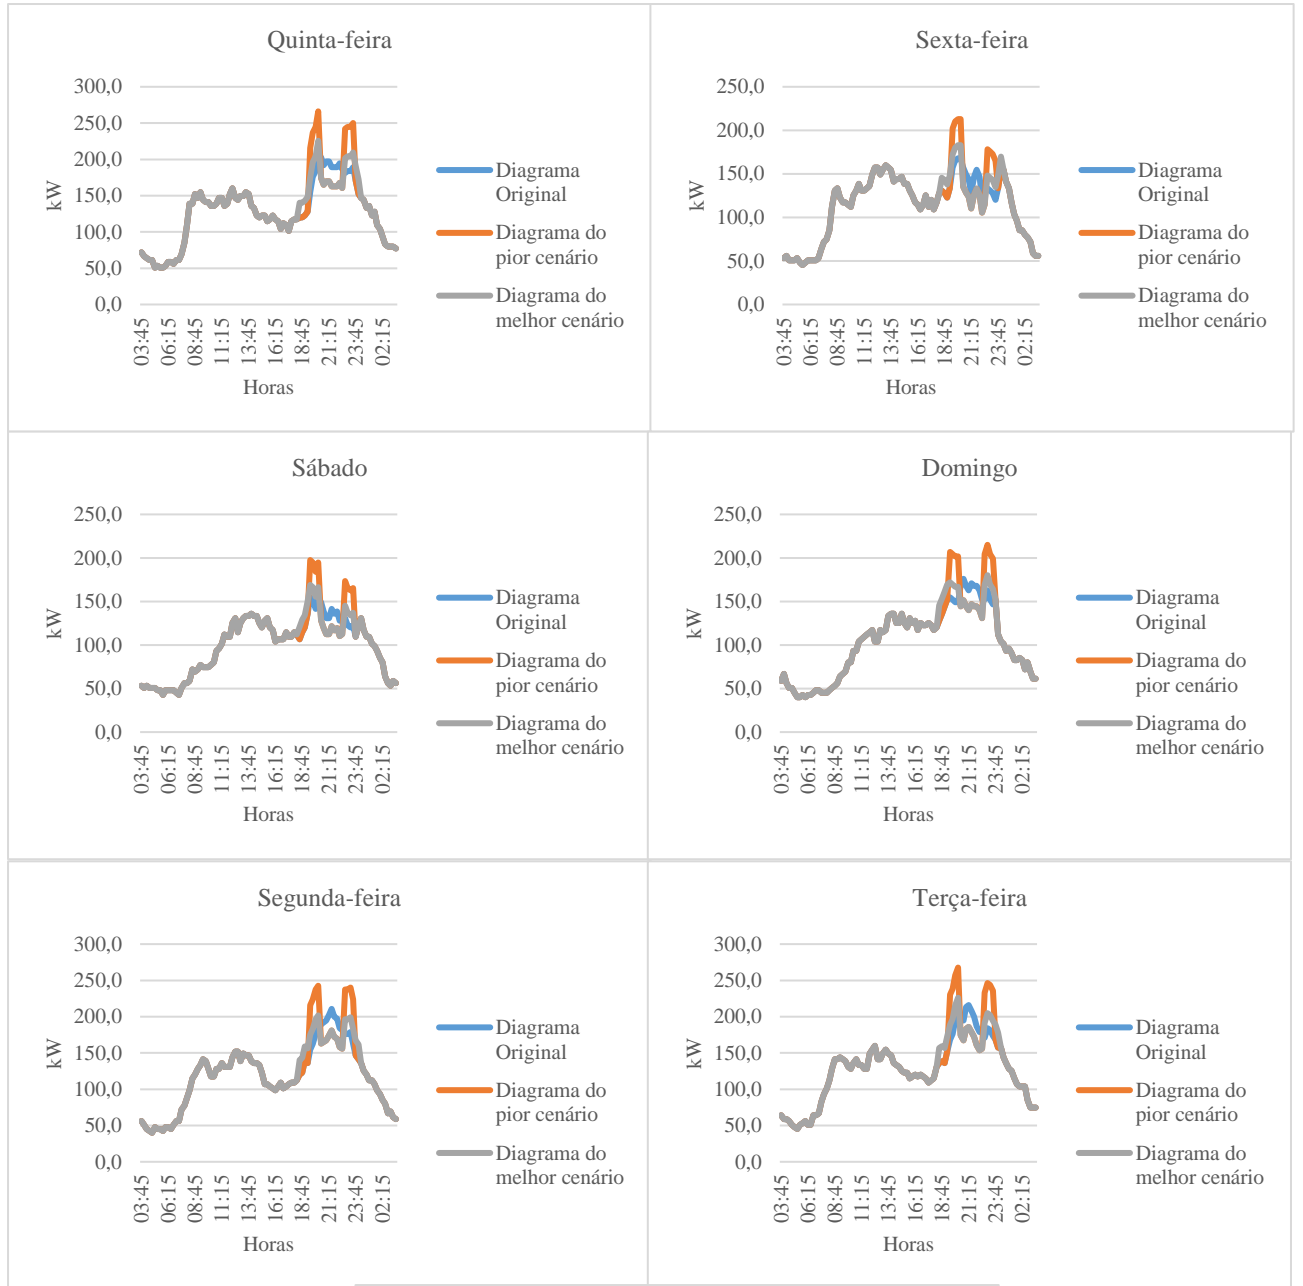 Quinta-feira
300,0
250,0
200,0
150,0
100,0
50,0
0,0
kW
03:45
06:15
08:45
11:15
13:45
16:15
18:45
21:15
23:45
02:15
Horas
Diagrama
Original
Diagrama do
pior cenário
Diagrama do
melhor cenário
Sexta-feira
250,0
200,0
150,0
100,0
50,0
0,0
kW
03:45
06:15
08:45
11:15
13:45
16:15
18:45
21:15
23:45
02:15
Horas
Diagrama
Original
Diagrama do
pior cenário
Diagrama do
melhor cenário
Sábado
250,0
200,0
150,0
100,0
50,0
0,0
kW
03:45
06:15
08:45
11:15
13:45
16:15
18:45
21:15
23:45
02:15
Horas
Diagrama
Original
Diagrama do
pior cenário
Diagrama do
melhor cenário
Domingo
250,0
200,0
150,0
100,0
50,0
0,0
kW
03:45
06:15
08:45
11:15
13:45
16:15
18:45
21:15
23:45
02:15
Horas
Diagrama
Original
Diagrama do
pior cenário
Diagrama do
melhor cenário
Segunda-feira
300,0
250,0
200,0
150,0
100,0
50,0
0,0
kW
03:45
06:15
08:45
11:15
13:45
16:15
18:45
21:15
23:45
02:15
Horas
Diagrama
Original
Diagrama do
pior cenário
Diagrama do
melhor cenário
Terça-feira
300,0
250,0
200,0
150,0
100,0
50,0
0,0
kW
03:45
06:15
08:45
11:15
13:45
16:15
18:45
21:15
23:45
02:15
Horas
Diagrama
Original
Diagrama do
pior cenário
Diagrama do
melhor cenário